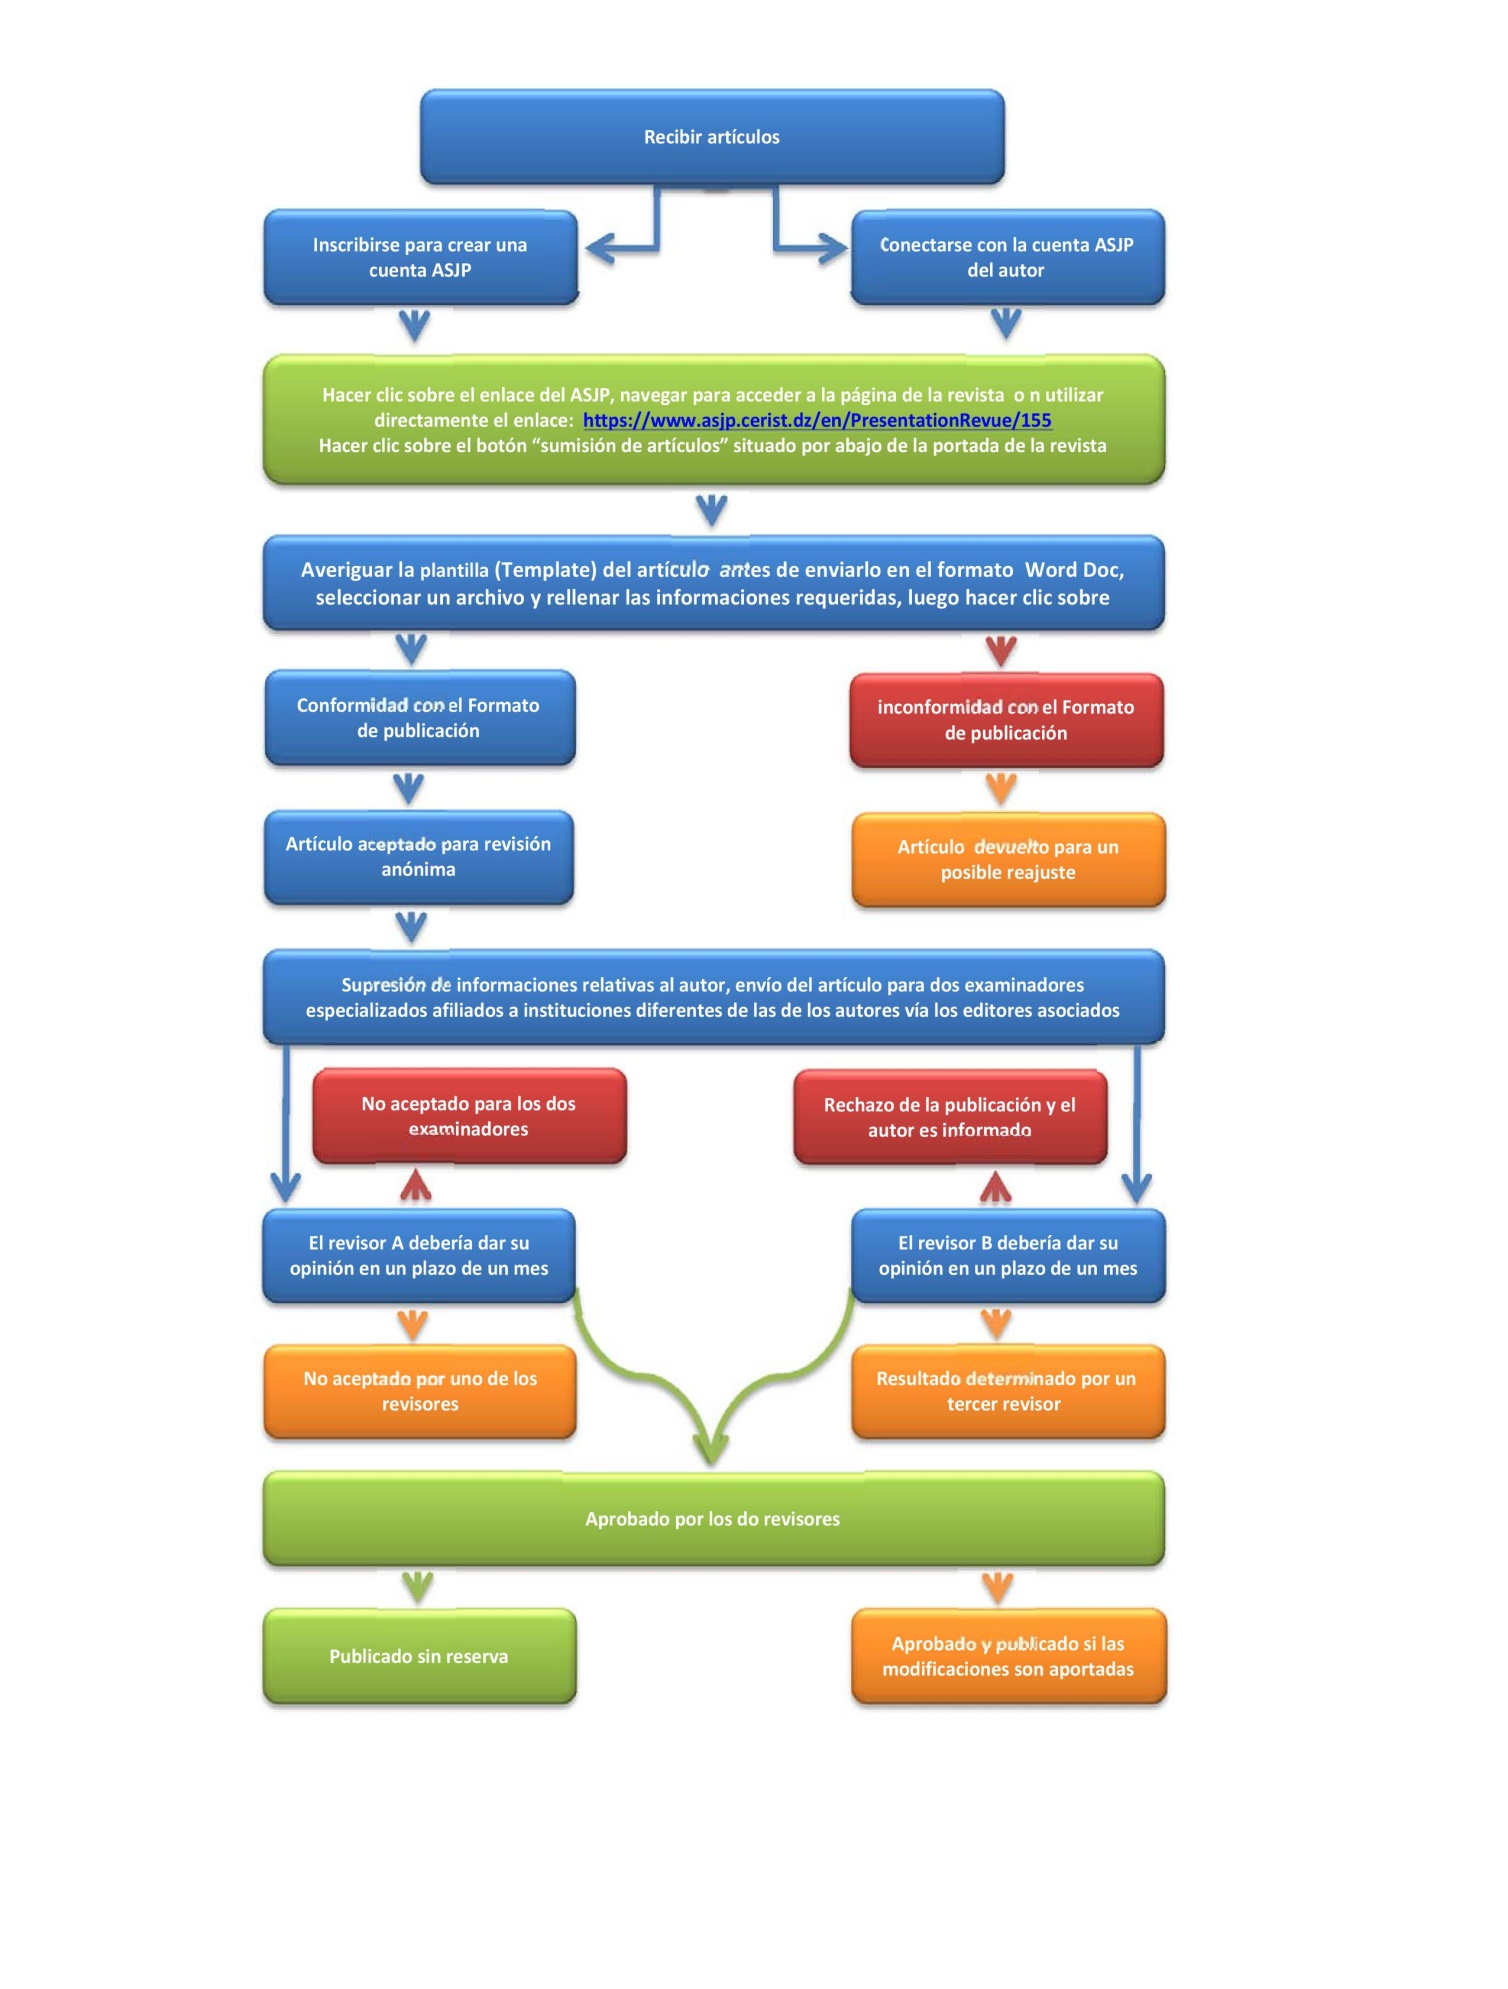 Recibir artículos
Inscribirse para crear una
cuenta ASJP
Conectarse con la cuenta ASJP
del autor
Hacer clic sobre el enlace del ASJP, navegar para acceder a la página de la revista o n utilizar
directamente el enlace: https://www.asjp.cerist.dz/en/PresentationRevue/155
Hacer clic sobre el botón “sumisión de artículos” situado por abajo de la portada de la revista
Averiguar la plantilla (Template) del artículo antes de enviarlo en el formato Word Doc,
seleccionar un archivo y rellenar las informaciones requeridas, luego hacer clic sobre
Conformidad con el Formato
de publicación
inconformidad con el Formato
de publicación
Artículo aceptado para revisión
anónima
Artículo devuelto para un
posible reajuste
Supresión de informaciones relativas al autor, envío del artículo para dos examinadores
especializados afiliados a instituciones diferentes de las de los autores vía los editores asociados
No aceptado para los dos
examinadores
Rechazo de la publicación y el
autor es informado
El revisor A debería dar su
opinión en un plazo de un mes
El revisor B debería dar su
opinión en un plazo de un mes
No aceptado por uno de los
revisores
Resultado determinado por un
tercer revisor
Aprobado por los do revisores
Publicado sin reserva
Aprobado y publicado si las
modificaciones son aportadas